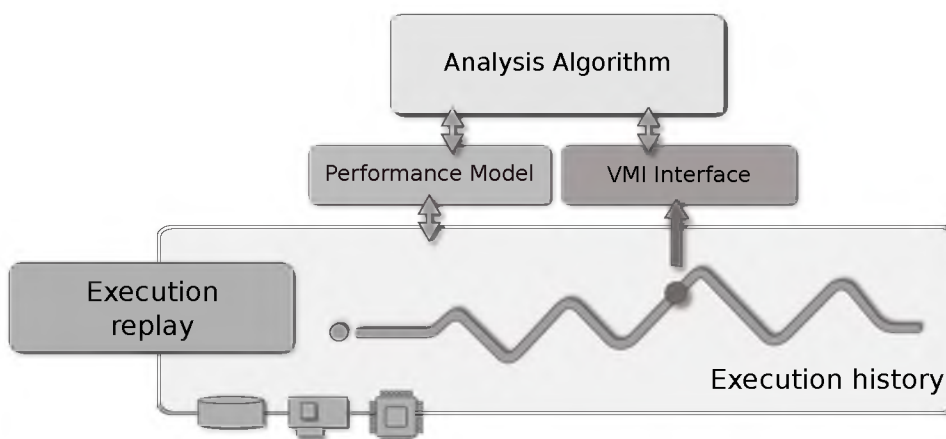 Analysis Algorithm
Performance Model
VMI Interface
Execution
replay
Execution history